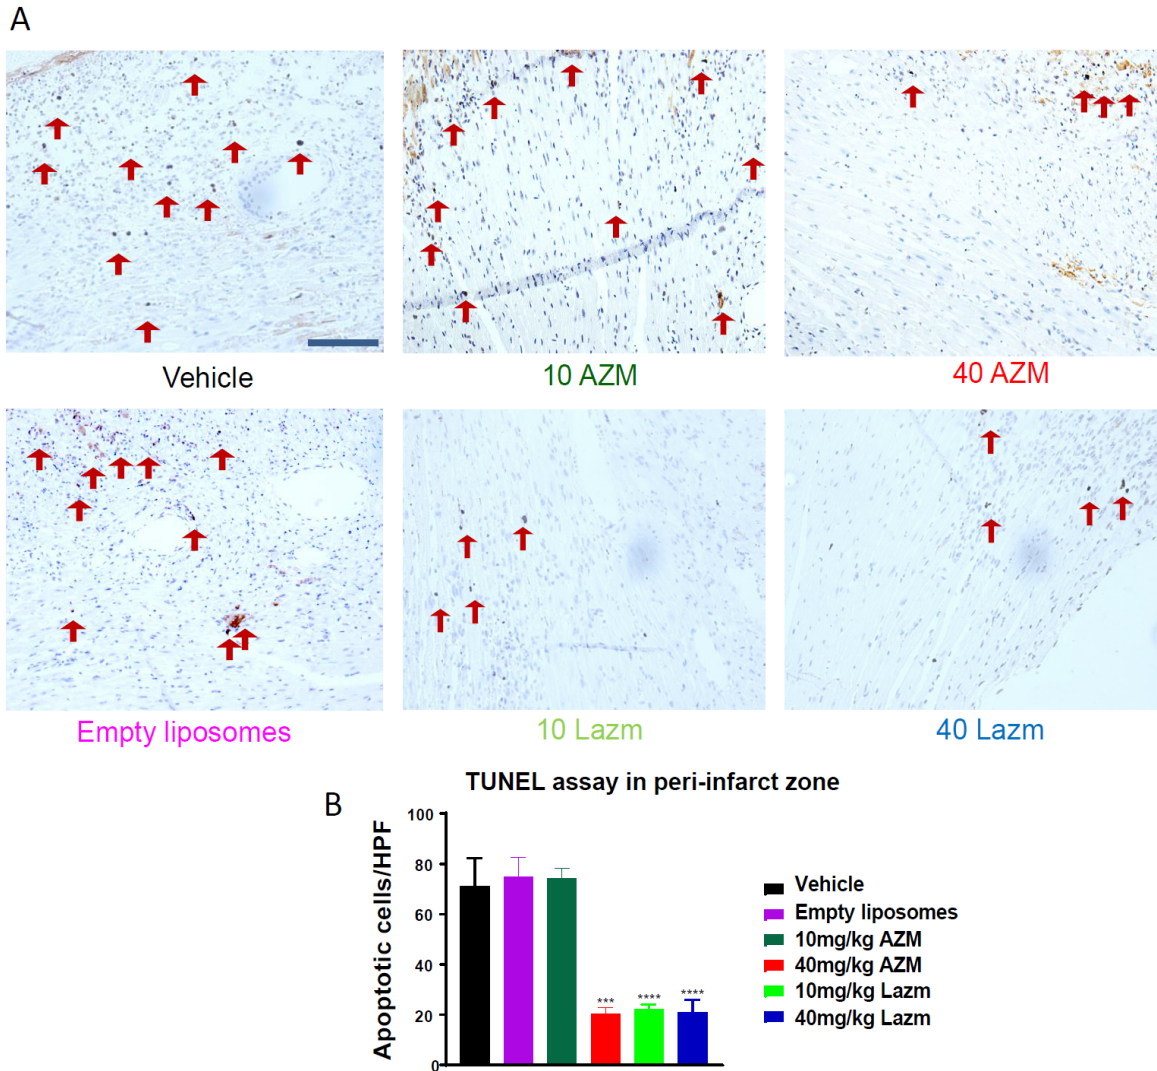 A
Vehicle
10 AZM
40 AZM
Empty liposomes
10 Lazm
40 Lazm
B
TUNEL assay in peri-infarct zone
Apoptotic cells/HPF
100
80
60
40
20
0
***
****
****
Vehicle
Empty liposomes
10mg/kg AZM
40mg/kg AZM
10mg/kg Lazm
40mg/kg Lazm